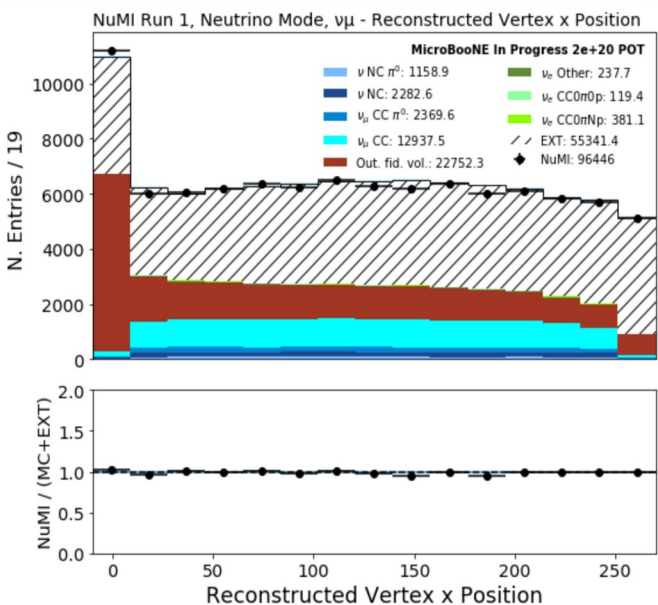 NuMI Run 1, Neutrino Mode, νμ - Reconstructed Vertex x Position
MicroBooNE In Progress 2e+20 POT
ν NC π⁰: 1158.9
ν NC: 2282.6
νμ CC π⁰: 2369.6
νμ CC: 12937.5
Out. fid. vol.: 22752.3
νe Other: 237.7
νe CC0π0p: 119.4
νe CC0πNp: 381.1
EXT: 55341.4
NuMI: 96446
N. Entries / 19
10000
8000
6000
4000
2000
0
NuMI / (MC+EXT)
2.0
1.5
1.0
0.5
0.0
0 50 100 150 200 250
Reconstructed Vertex x Position